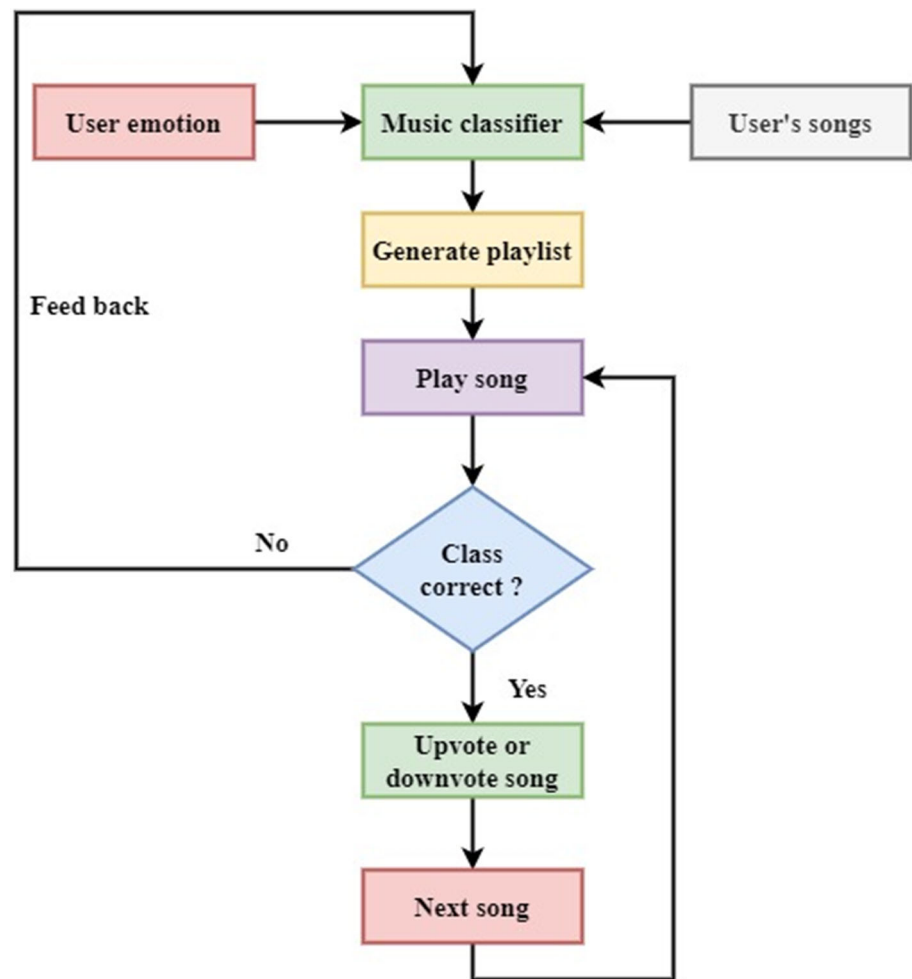 User emotion
Music classifier
User's songs
Generate playlist
Feed back
Play song
No
Class
correct ?
Yes
Upvote or
downvote song
Next song